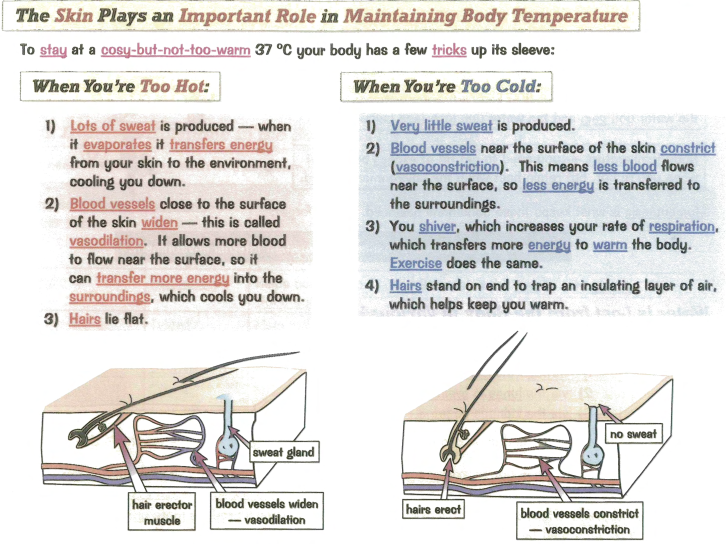 The Skin Plays an Important Role in Maintaining Body Temperature
To stay at a cosy-but-not-too-warm 37 °C your body has a few tricks up its sleeve:
When You're Too Hot:
1) Lots of sweat is produced — when
it evaporates it transfers energy
from your skin to the environment,
cooling you down.
2) Blood vessels close to the surface
of the skin widen — this is called
vasodilation. It allows more blood
to flow near the surface, so it
can transfer more energy into the
surroundings, which cools you down.
3) Hairs lie flat.
When You're Too Cold:
1) Very little sweat is produced.
2) Blood vessels near the surface of the skin constrict
(vasoconstriction). This means less blood flows
near the surface, so less energy is transferred to
the surroundings.
3) You shiver, which increases your rate of respiration,
which transfers more energy to warm the body.
Exercise does the same.
4) Hairs stand on end to trap an insulating layer of air,
which helps keep you warm.
sweat gland
hair erector
muscle
blood vessels widen
— vasodilation
no sweat
hairs erect
blood vessels constrict
— vasoconstriction